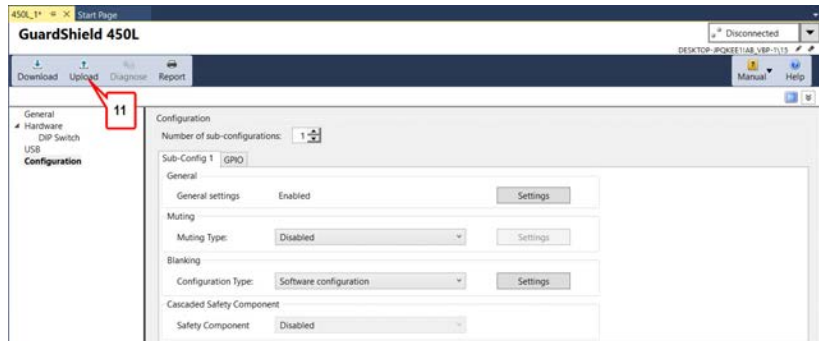 450L_1* Start Page
GuardShield 450L
Disconnected
DESKTOP-JPQKEE1!AB_VBP-1\15
Download Upload Diagnose Report
Manual Help
11
General
Hardware
DIP Switch
USB
Configuration
Configuration
Number of sub-configurations: 1
Sub-Config 1 GPIO
General
General settings Enabled Settings
Muting
Muting Type: Disabled Settings
Blanking
Configuration Type: Software configuration Settings
Cascaded Safety Component
Safety Component Disabled